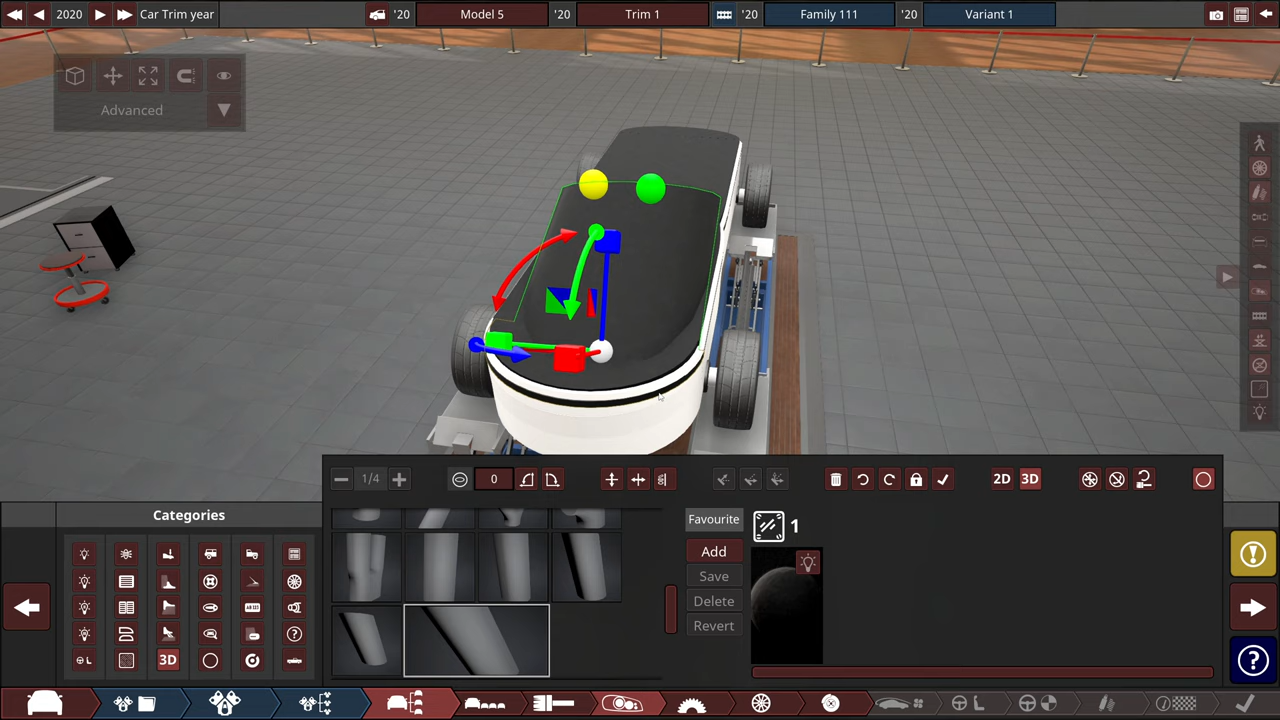 2020 Car Trim year '20 Model 5 '20 Trim 1 '20 Family 111 '20 Variant 1
Advanced
1/4 0 2D 3D
Categories
Favourite 1
Add
Save
Delete
Revert
3D
L